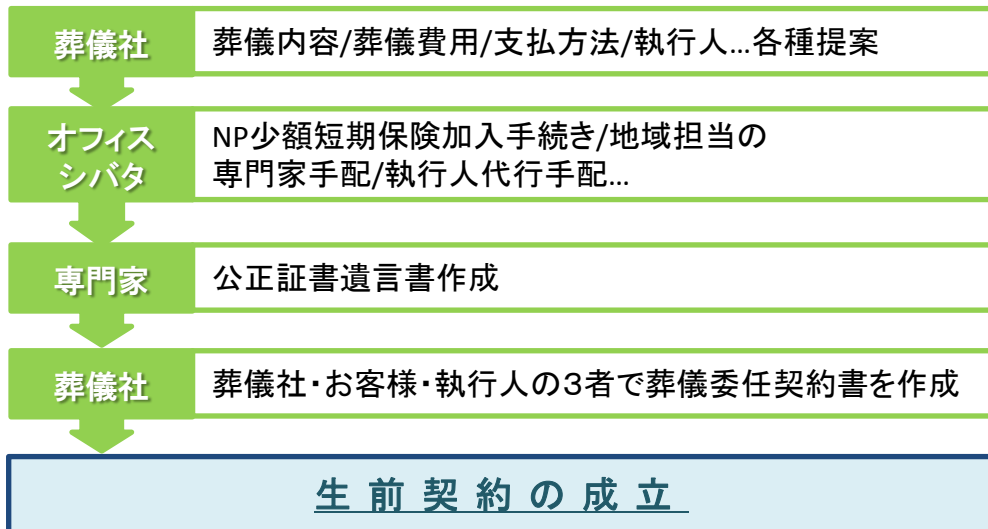 葬儀社
葬儀内容/葬儀費用/支払方法/執行人…各種提案
オフィス
シバタ
NP少額短期保険加入手続き/地域担当の
専門家手配/執行人代行手配…
専門家
公正証書遺言書作成
葬儀社
葬儀社・お客様・執行人の３者で葬儀委任契約書を作成
生前契約の成立